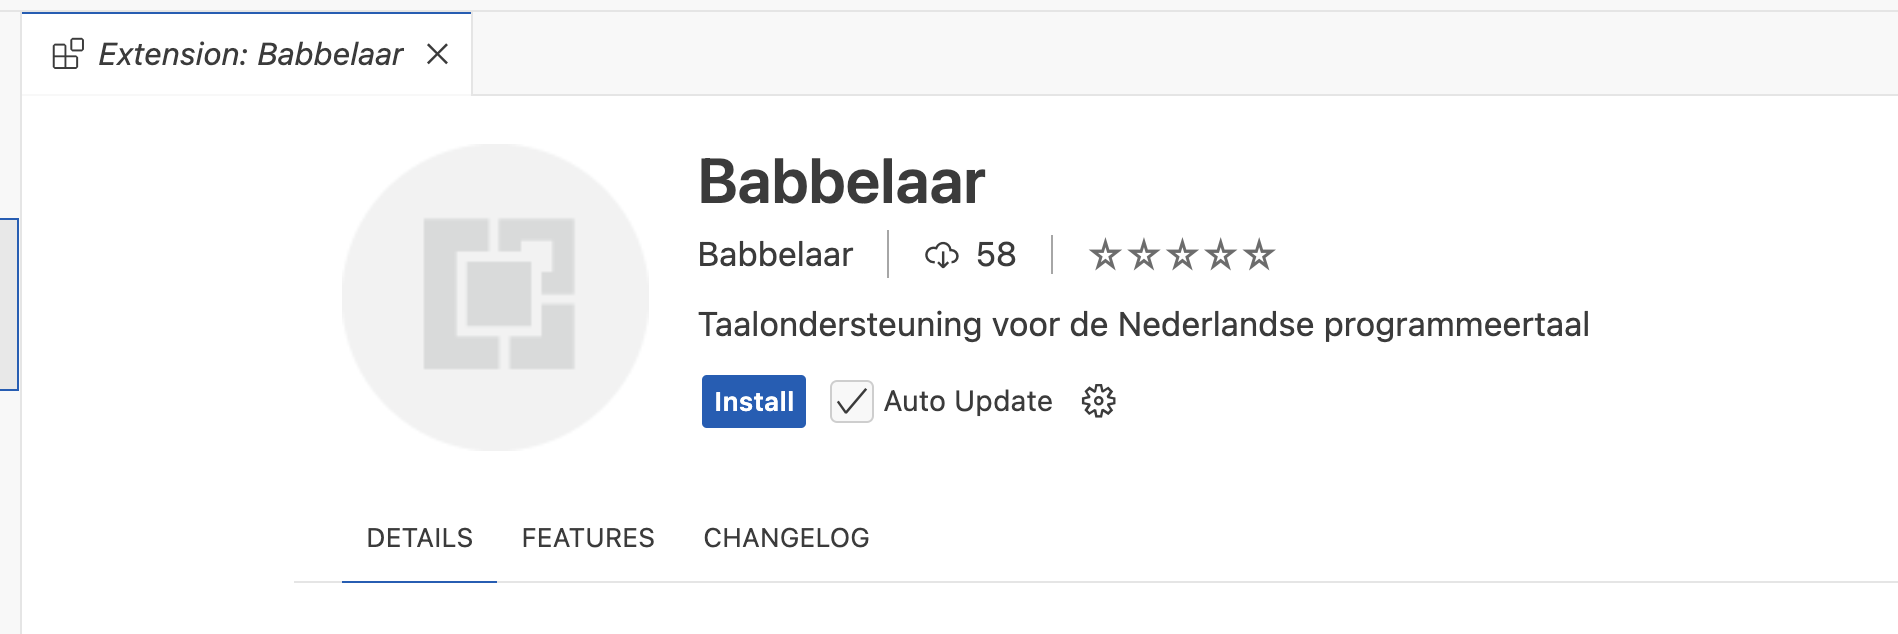 Extension: Babbelaar
Babbelaar
Babbelaar 58
Taalondersteuning voor de Nederlandse programmeertaal
Install Auto Update
DETAILS FEATURES CHANGELOG